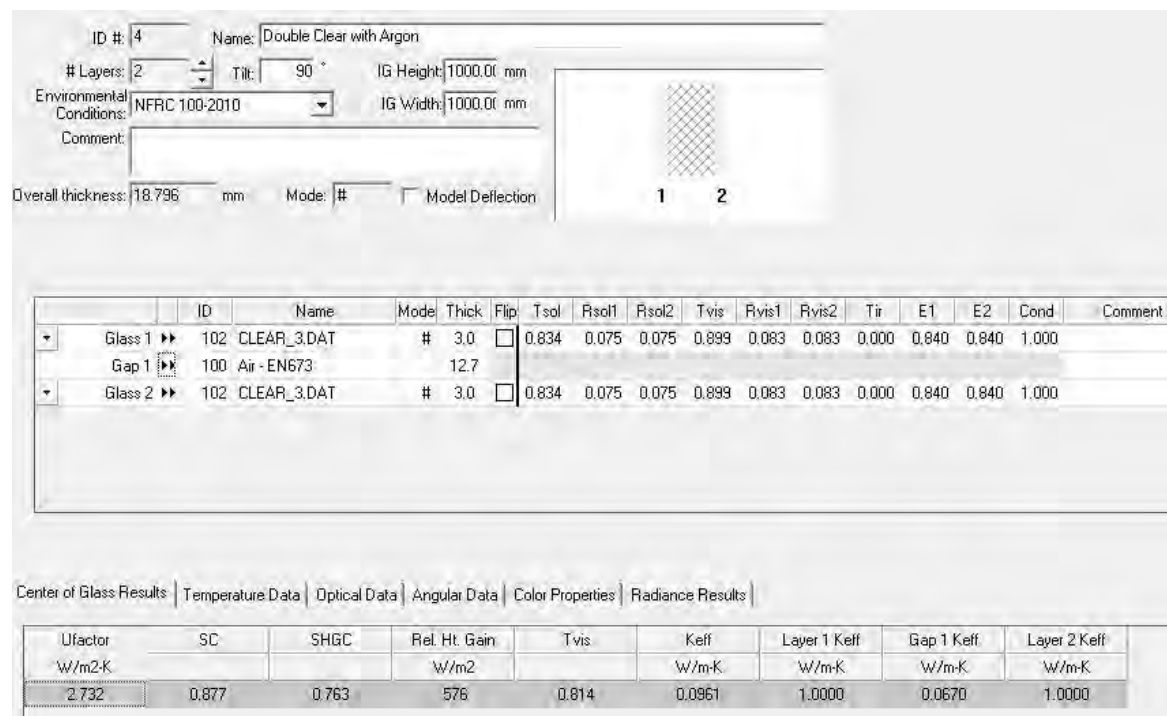 ID #: 4 Name: Double Clear with Argon
# Layers: 2 Tilt: 90 ° IG Height: 1000.00 mm
Environmental Conditions: NFRC 100-2010 IG Width: 1000.00 mm
Comment:
Overall thickness: 18.796 mm Mode: # Model Deflection
1 2
ID Name Mode Thick Flip Tsol Rsol1 Rsol2 Tvis Rvis1 Rvis2 Tir E1 E2 Cond Comment
Glass 1 102 CLEAR_3.DAT # 3.0 0.834 0.075 0.075 0.899 0.083 0.083 0.000 0.840 0.840 1.000
Gap 1 100 Air - EN673 12.7
Glass 2 102 CLEAR_3.DAT # 3.0 0.834 0.075 0.075 0.899 0.083 0.083 0.000 0.840 0.840 1.000
Center of Glass Results Temperature Data Optical Data Angular Data Color Properties Radiance Results
Ufactor SC SHGC Rel. Ht. Gain Tvis Keff Layer 1 Keff Gap 1 Keff Layer 2 Keff
W/m2-K W/m2 W/m-K W/m-K W/m-K W/m-K
2.732 0.877 0.763 576 0.814 0.0961 1.0000 0.0670 1.0000